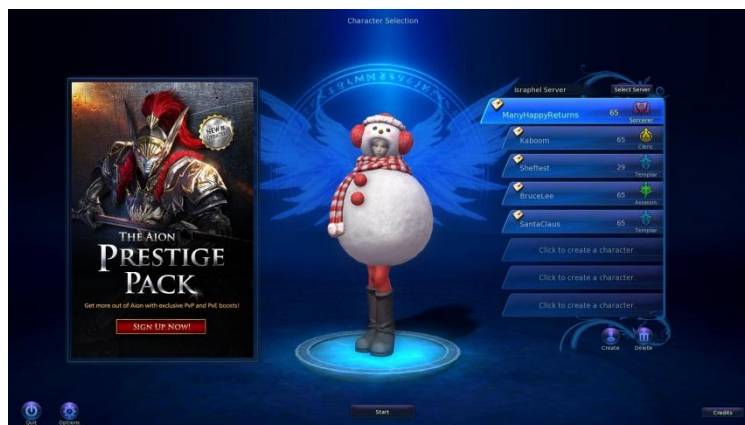 Character Selection
THE AION
PRESTIGE
PACK
Get more out of Aion with exclusive PvP and PvE boosts!
SIGN UP NOW!
Israphel Server
Select Server
ManyHappyReturns 65 Sorcerer
Kaboom 65 Cleric
Sheftest 29 Templar
BruceLee 65 Assassin
SantaClaus 65 Templar
Click to create a character.
Click to create a character.
Click to create a character.
Create
Delete
Quit
Options
Start
Credits